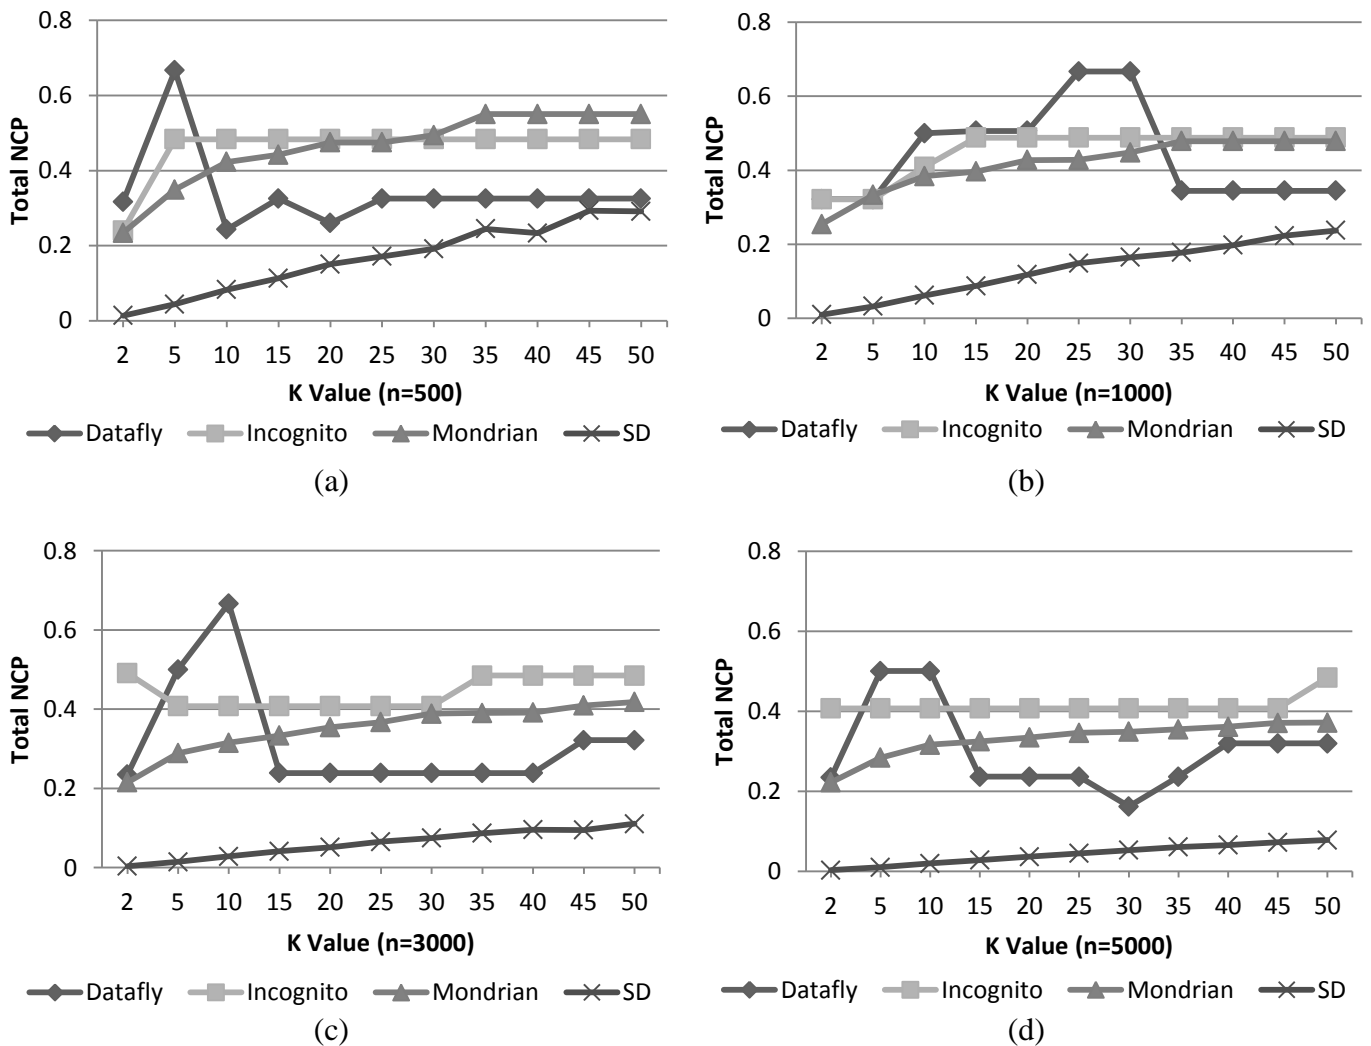 0.8
0.6
0.4
0.2
0
Total NCP
2 5 10 15 20 25 30 35 40 45 50
K Value (n=500)
Datafly Incognito Mondrian SD
(a)
0.8
0.6
0.4
0.2
0
Total NCP
2 5 10 15 20 25 30 35 40 45 50
K Value (n=1000)
Datafly Incognito Mondrian SD
(b)
0.8
0.6
0.4
0.2
0
Total NCP
2 5 10 15 20 25 30 35 40 45 50
K Value (n=3000)
Datafly Incognito Mondrian SD
(c)
0.8
0.6
0.4
0.2
0
Total NCP
2 5 10 15 20 25 30 35 40 45 50
K Value (n=5000)
Datafly Incognito Mondrian SD
(d)